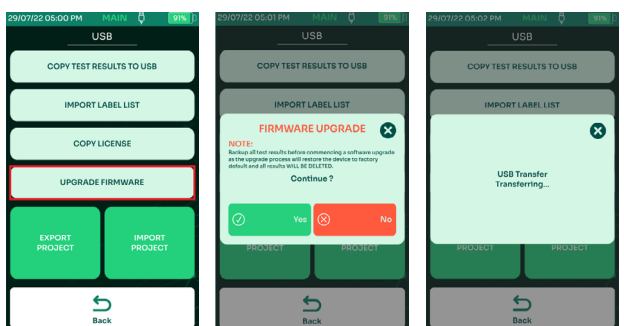 29/07/22 05:00 PM MAIN 91%
USB
COPY TEST RESULTS TO USB
IMPORT LABEL LIST
COPY LICENSE
UPGRADE FIRMWARE
EXPORT
PROJECT
IMPORT
PROJECT
Back
29/07/22 05:01 PM MAIN 91%
USB
COPY TEST RESULTS TO USB
IMPORT LABEL LIST
FIRMWARE UPGRADE
NOTE:
Backup all test results before commencing a software upgrade
as the upgrade process will restore the device to factory
default and all results WILL BE DELETED.
Continue ?
Yes
No
PROJECT
PROJECT
Back
29/07/22 05:02 PM MAIN 91%
USB
COPY TEST RESULTS TO USB
IMPORT LABEL LIST
USB Transfer
Transferring...
PROJECT
PROJECT
Back